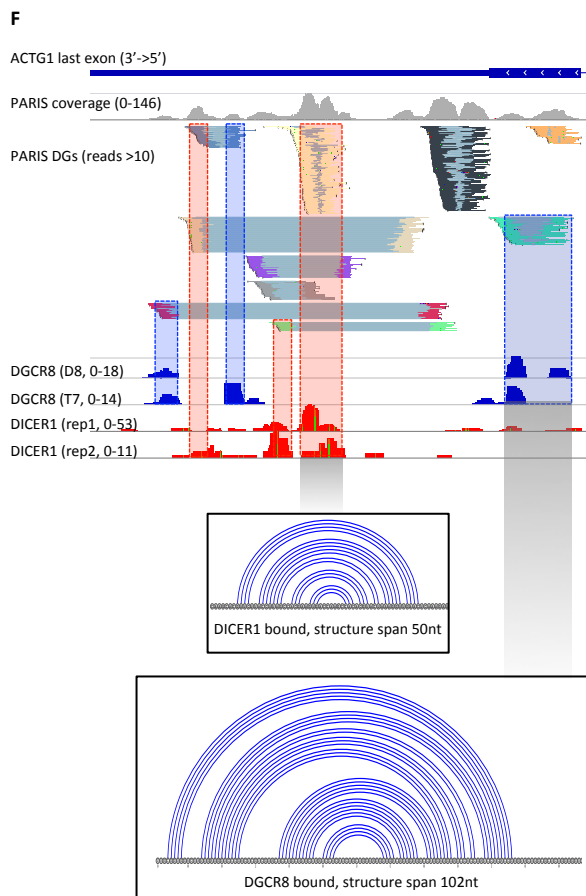 F
ACTG1 last exon (3'->5')
PARIS coverage (0-146)
PARIS DGs (reads >10)
DGCR8 (D8, 0-18)
DGCR8 (T7, 0-14)
DICER1 (rep1, 0-53)
DICER1 (rep2, 0-11)
DICER1 bound, structure span 50nt
DGCR8 bound, structure span 102nt